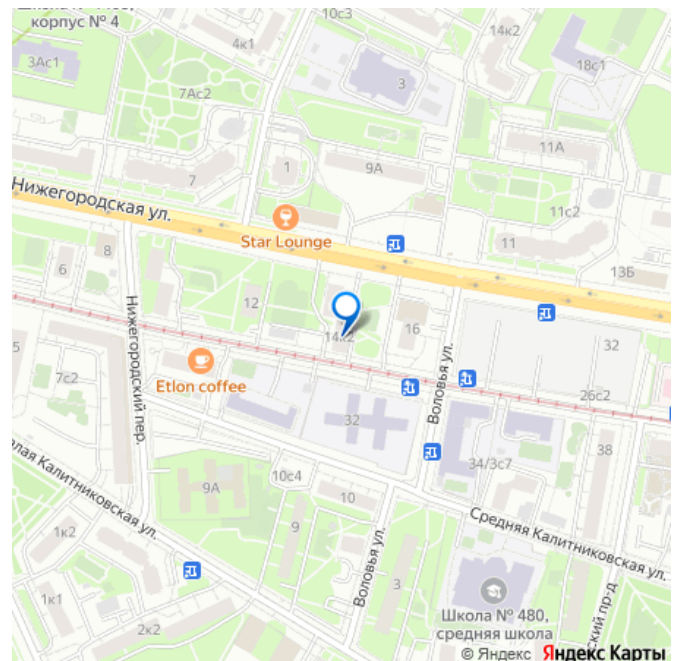 корпус № 4
10с3
4к1
14к2
3Ас1
7Ас2
3
18с1
11А
9А
1
7
Нижегородская ул.
11с2
Star Lounge
11
8
6
13Б
12
Нижегородский пер.
14к2
16
Воловья ул.
32
5
Etlon coffee
7с2
26с2
32
38
34/3с7
10с4
9А
10
алая Калитниковская ул.
9
Средняя Калитниковская ул.
1к2
Воловья ул.
3
1к1
2к2
Школа № 480,
средняя школа
ский пр-д
© Яндекс Яндекс Карты